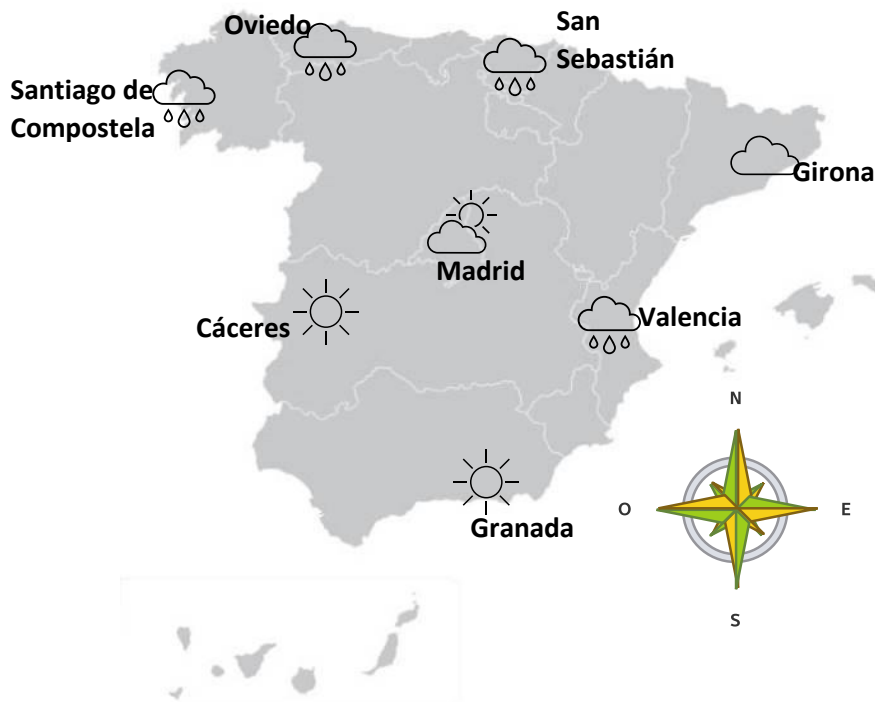 Oviedo
San
Sebastián
Santiago de
Compostela
Girona
Madrid
Cáceres
Valencia
N
O
E
S
Granada